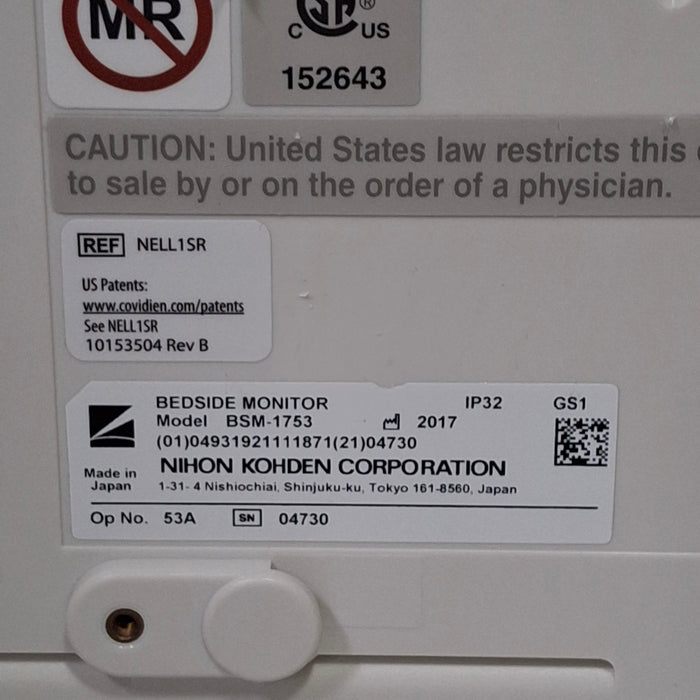 MR
C SA® US
152643
CAUTION: United States law restricts this
to sale by or on the order of a physician.
REF NELL1SR
US Patents:
www.covidien.com/patents
See NELL1SR
10153504 Rev B
BEDSIDE MONITOR IP32 GS1
Model BSM-1753 2017
(01)04931921111871(21)04730
NIHON KOHDEN CORPORATION
Made in
Japan
1-31-4 Nishiochiai, Shinjuku-ku, Tokyo 161-8560, Japan
Op No. 53A SN 04730